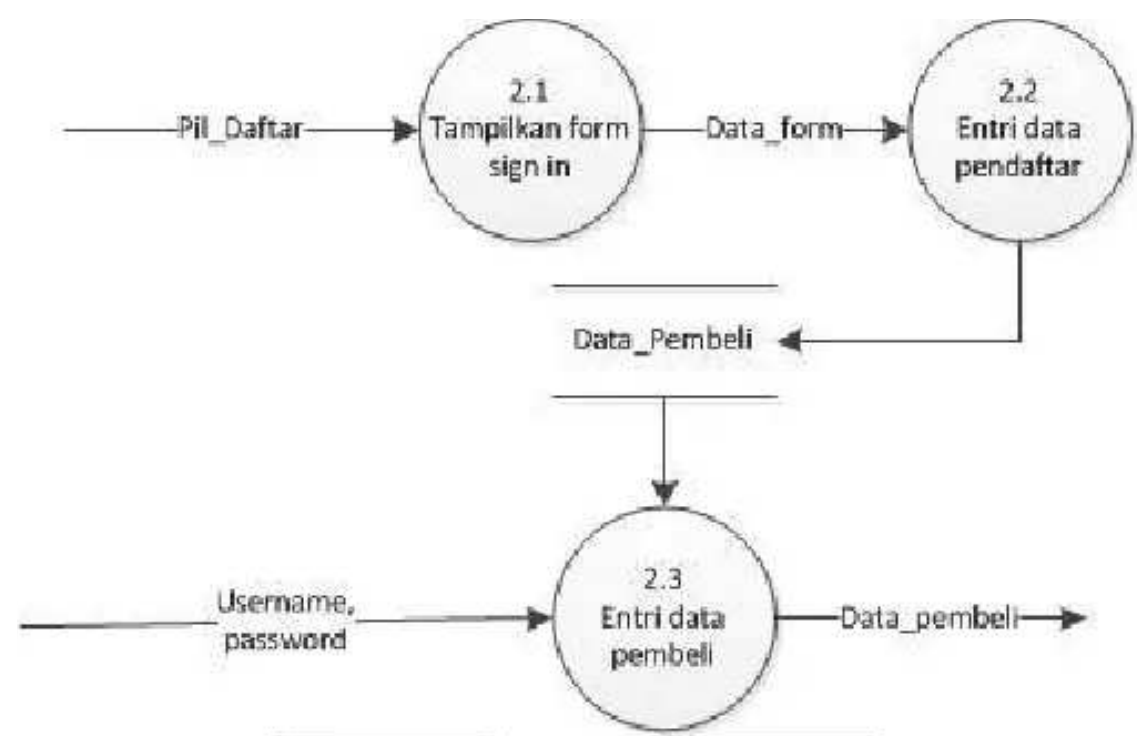 2.1
Pil_Daftar
Tampilkan form
sign in
Data_form
2.2
Entri data
pendaftar
Data_Pembeli
Username,
password
2.3
Entri data
pembeli
Data_pembeli